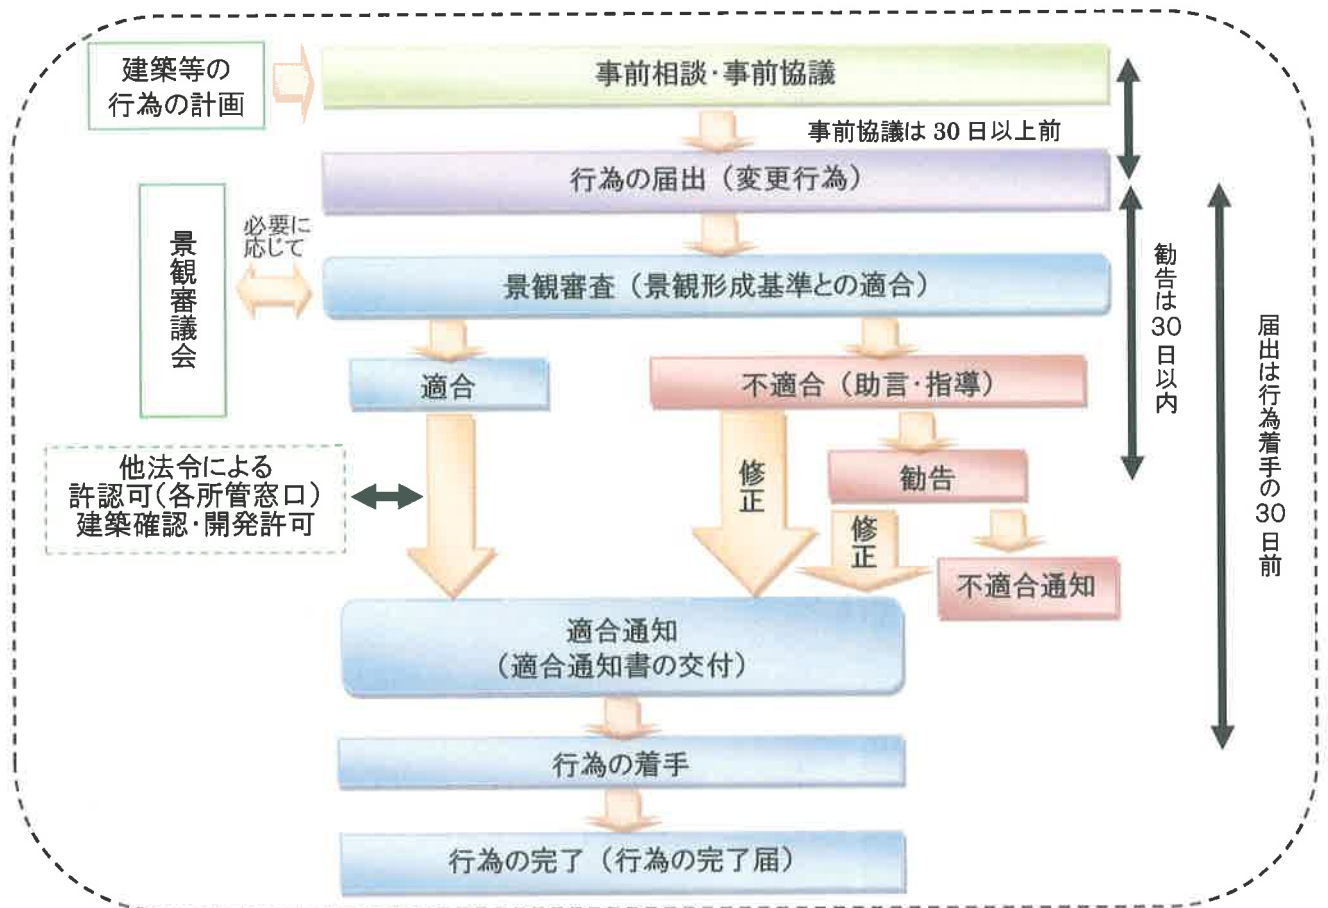 建築等の
行為の計画
事前相談・事前協議
事前協議は 30 日以上前
行為の届出（変更行為）
必要に
応じて
景観審議会
景観審査（景観形成基準との適合）
勧告は30日以内
届出は行為着手の30日前
適合
不適合（助言・指導）
他法令による
許認可（各所管窓口）
建築確認・開発許可
修正
勧告
修正
不適合通知
適合通知
（適合通知書の交付）
行為の着手
行為の完了（行為の完了届）